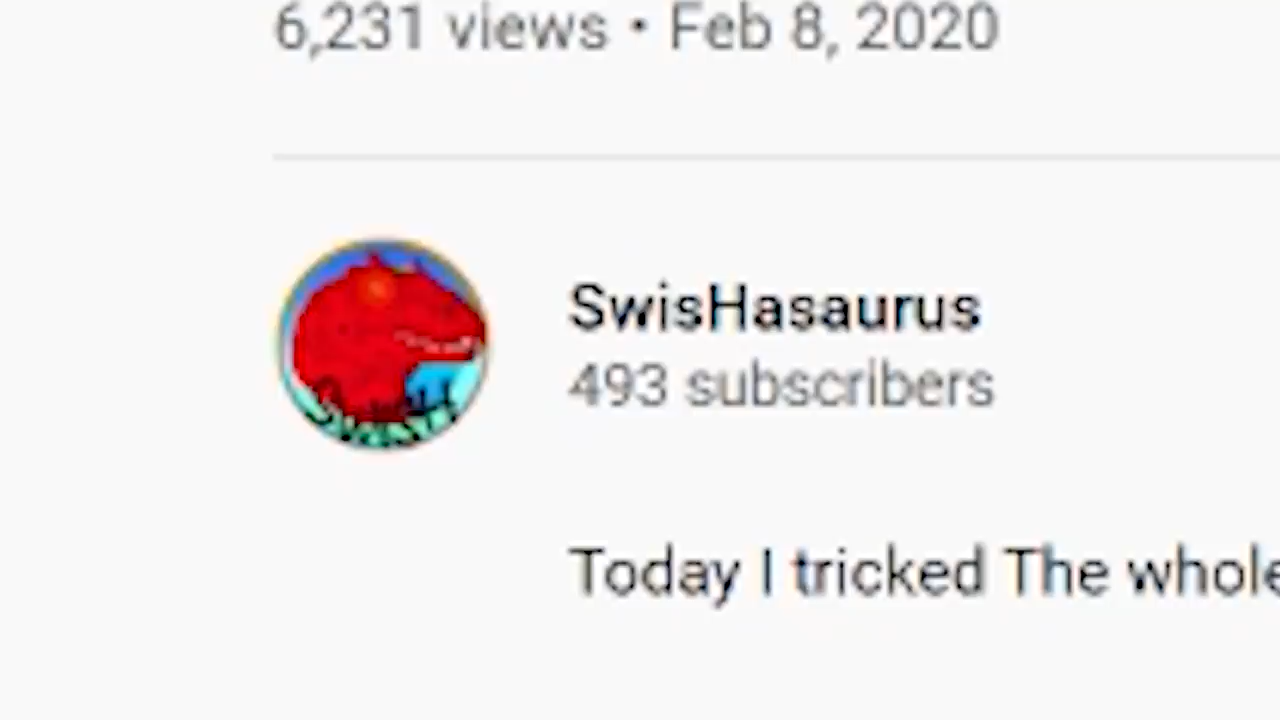 6,231 views • Feb 8, 2020
SwisHasaurus
493 subscribers
Today I tricked The whole